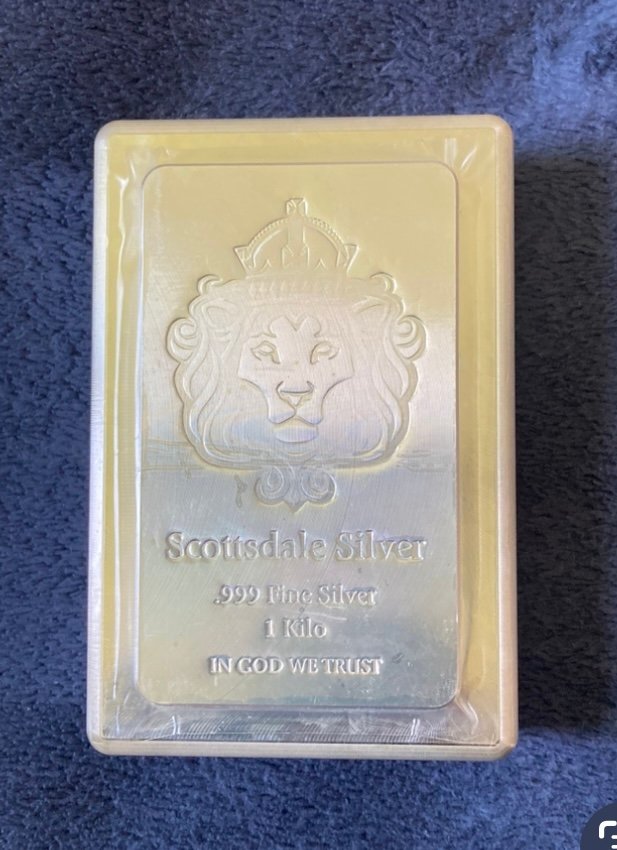 Scottsdale Silver
.999 Fine Silver
1 Kilo
IN GOD WE TRUST